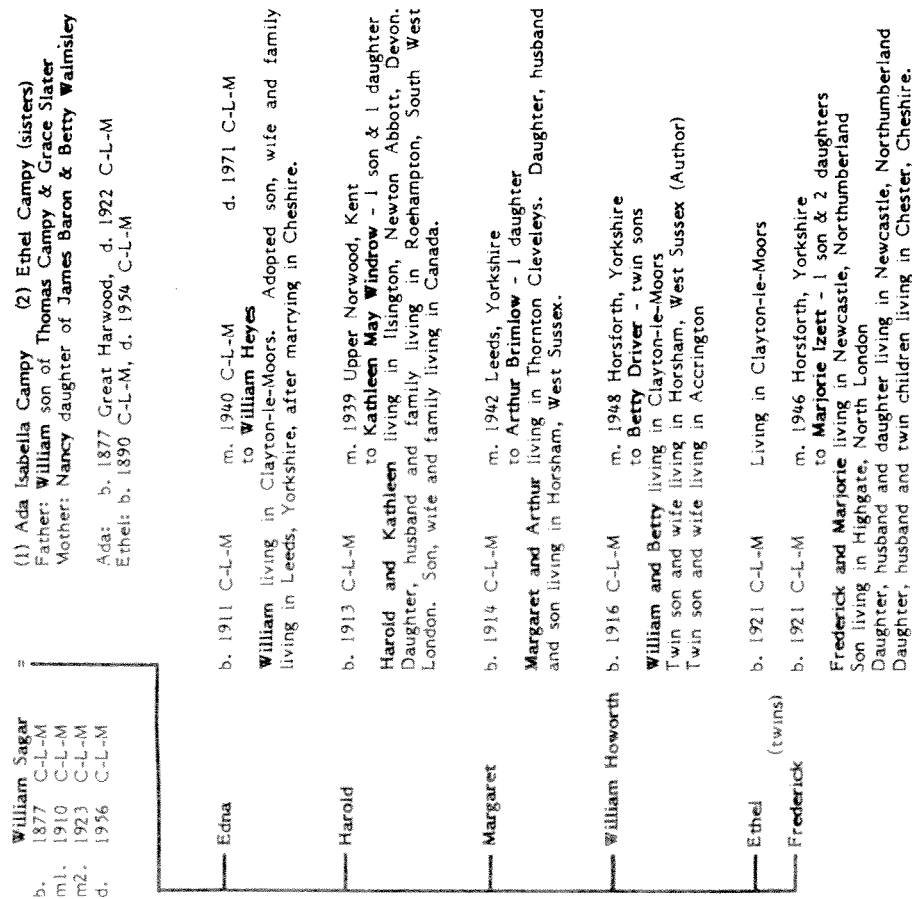 William Sagar
b. 1877 C-L-M
m1. 1910 C-L-M
m2. 1923 C-L-M
d. 1956 C-L-M
=
(1) Ada Isabella Campy (2) Ethel Campy (sisters)
Father: William son of Thomas Campy & Grace Slater
Mother: Nancy daughter of James Baron & Betty Walmsley
Ada: b. 1877 Great Harwood, d. 1922 C-L-M
Ethel: b. 1890 C-L-M, d. 1954 C-L-M
Edna b. 1911 C-L-M m. 1940 C-L-M d. 1971 C-L-M
to William Heyes
William living in Clayton-le-Moors. Adopted son, wife and family
living in Leeds, Yorkshire, after marrying in Cheshire.
Harold b. 1913 C-L-M m. 1939 Upper Norwood, Kent
to Kathleen May Windrow - 1 son & 1 daughter
Harold and Kathleen living in Ilsington, Newton Abbott, Devon.
Daughter, husband and family living in Roehampton, South West
London. Son, wife and family living in Canada.
Margaret b. 1914 C-L-M m. 1942 Leeds, Yorkshire
to Arthur Brimlow - 1 daughter
Margaret and Arthur living in Thornton Cleveleys. Daughter, husband
and son living in Horsham, West Sussex.
William Howorth b. 1916 C-L-M m. 1948 Horsforth, Yorkshire
to Betty Driver - twin sons
William and Betty living in Clayton-le-Moors
Twin son and wife living in Horsham, West Sussex (Author)
Twin son and wife living in Accrington
Ethel b. 1921 C-L-M Living in Clayton-le-Moors
(twins)
Frederick b. 1921 C-L-M m. 1946 Horsforth, Yorkshire
to Marjorie Izett - 1 son & 2 daughters
Frederick and Marjorie living in Newcastle, Northumberland
Son living in Highgate, North London
Daughter, husband and daughter living in Newcastle, Northumberland
Daughter, husband and twin children living in Chester, Cheshire.